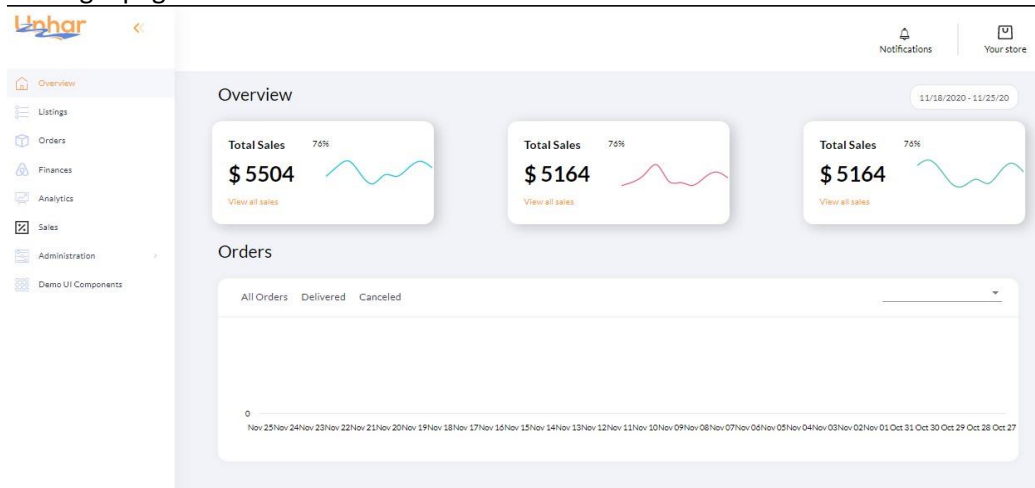 Unhar
Notifications
Your store
Overview
Listings
Orders
Finances
Analytics
Sales
Administration
Demo UI Components
Overview
11/18/2020 - 11/25/20
Total Sales 76%
$ 5504
View all sales
Total Sales 76%
$ 5164
View all sales
Total Sales 76%
$ 5164
View all sales
Orders
All Orders Delivered Canceled
0
Nov 25 Nov 24 Nov 23 Nov 22 Nov 21 Nov 20 Nov 19 Nov 18 Nov 17 Nov 16 Nov 15 Nov 14 Nov 13 Nov 12 Nov 11 Nov 10 Nov 09 Nov 08 Nov 07 Nov 06 Nov 05 Nov 04 Nov 03 Nov 02 Nov 01 Oct 31 Oct 30 Oct 29 Oct 28 Oct 27